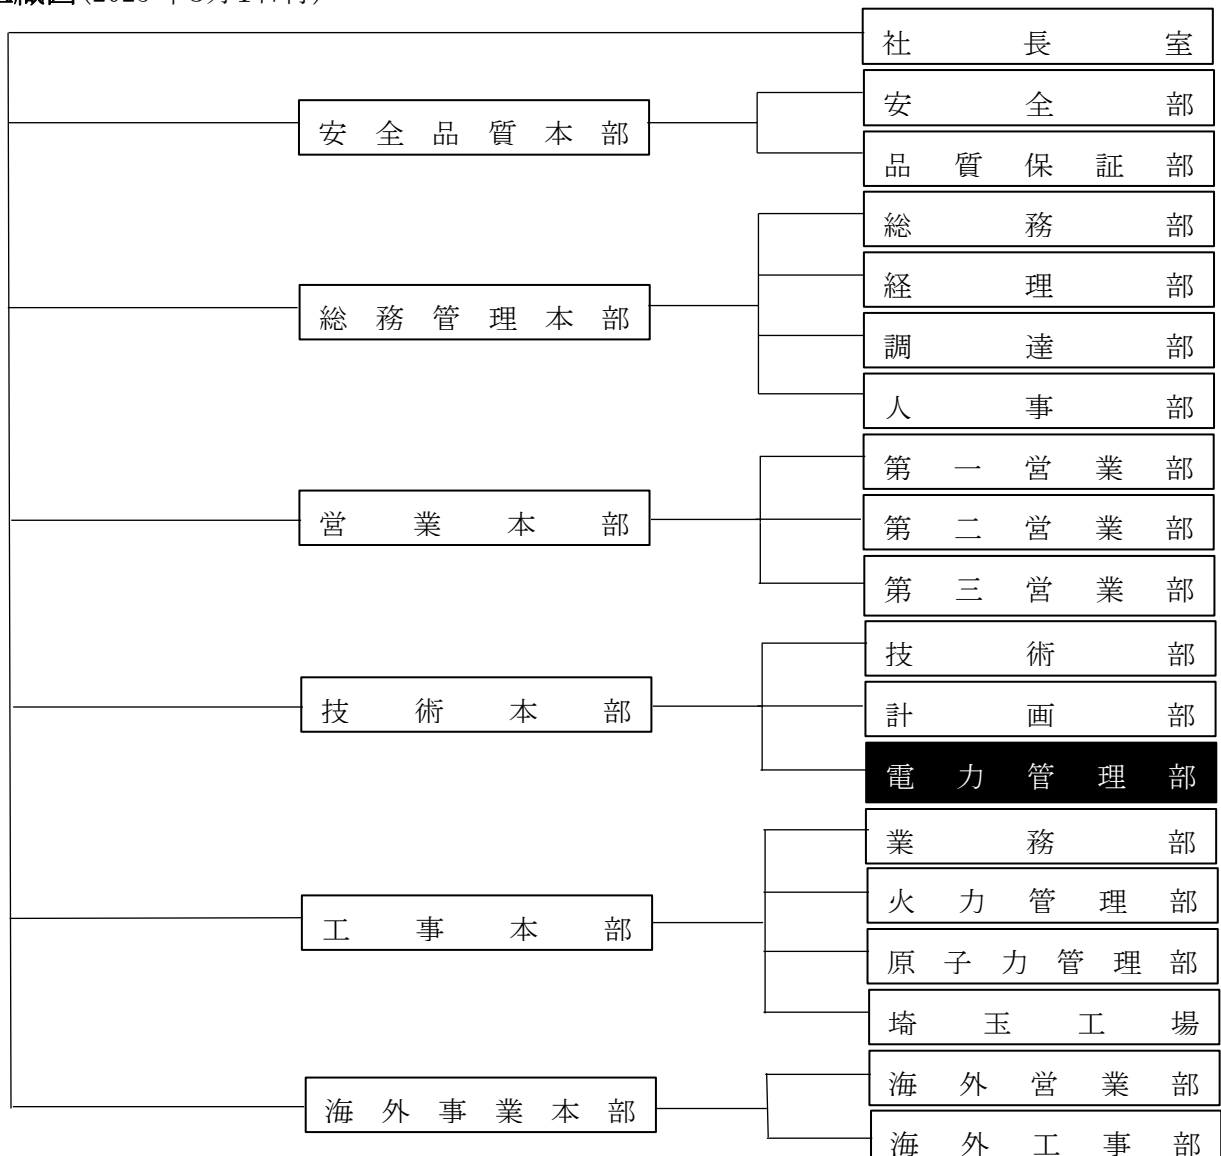 社長室
安全部
安全品質本部
品質保証部
総務部
経理部
総務管理本部
調達部
人事部
第一営業部
営業本部
第二営業部
第三営業部
技術部
技術本部
計画部
電力管理部
業務部
火力管理部
工事本部
原子力管理部
埼玉工場
海外営業部
海外事業本部
海外工事部